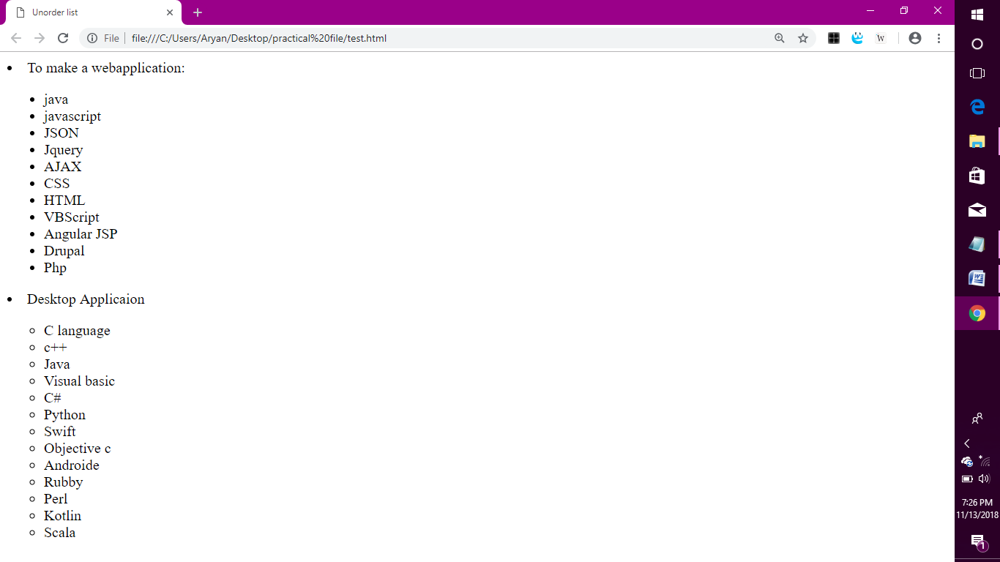 Unorder list
File
file:///C:/Users/Aryan/Desktop/practical%20file/test.html
W
To make a webapplication:
java
javascript
JSON
Jquery
AJAX
CSS
HTML
VBScript
Angular JSP
Drupal
Php
Desktop Applicaion
C language
c++
Java
Visual basic
C#
Python
Swift
Objective c
Androide
Rubby
Perl
Kotlin
Scala
7:26 PM
11/13/2018
1